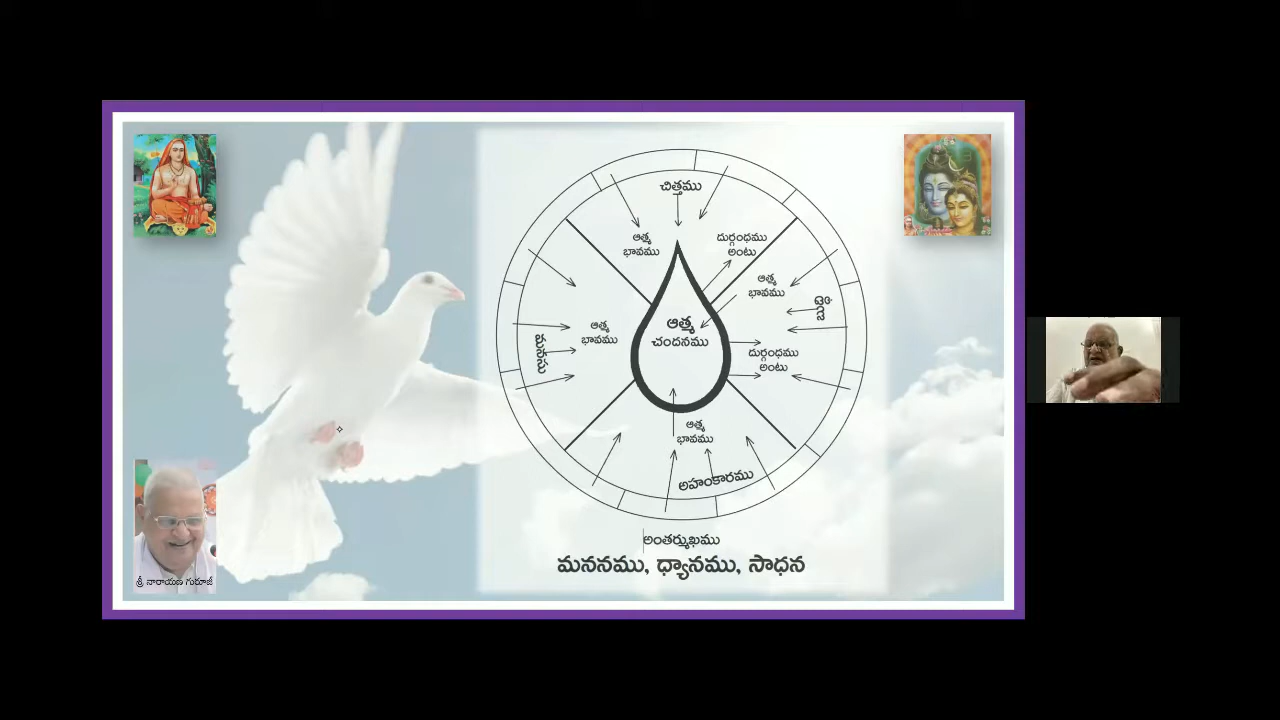 చిత్తము
ఆత్మ
భావము
దుర్గంధము
అంటు
ఆత్మ
భావము
బుద్ధి
ఆత్మ
చందనము
ఆత్మ
భావము
మనసు
దుర్గంధము
అంటు
ఆత్మ
భావము
అహంకారము
అంతర్ముఖము
మననము, ధ్యానము, సాధన
శ్రీ నారాయణ గురూజీ